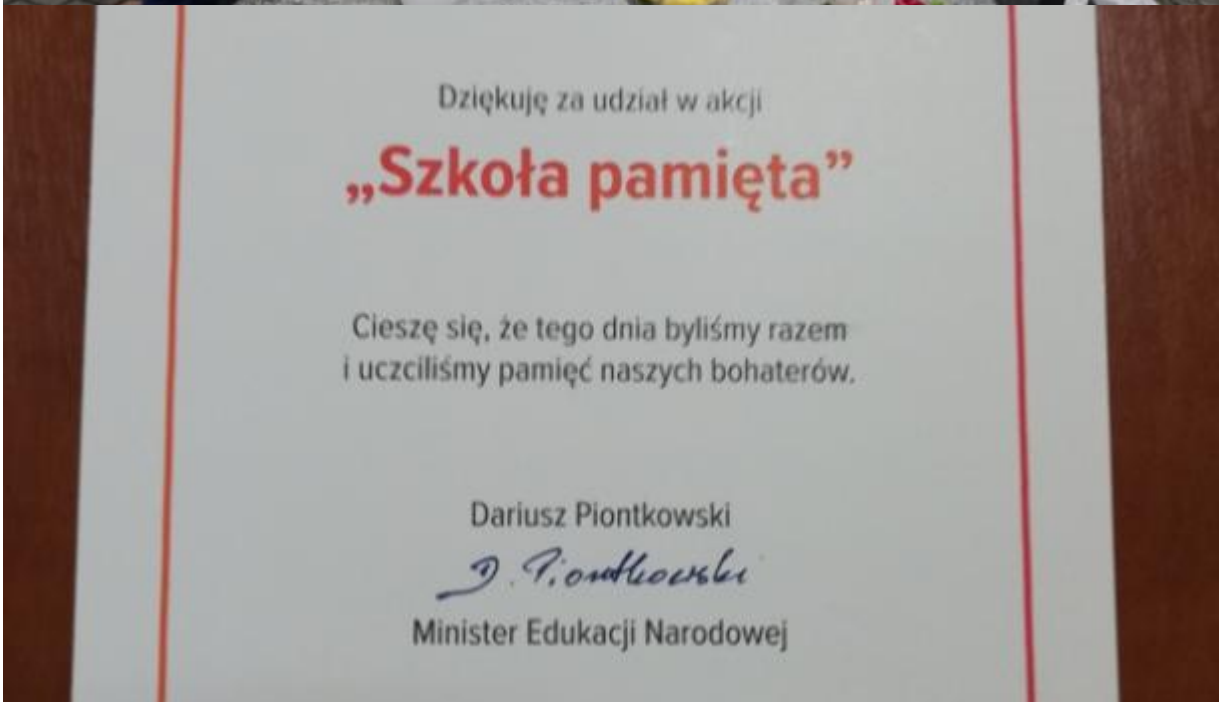 Dziękuję za udział w akcji
„Szkoła pamięta”
Cieszę się, że tego dnia byliśmy razem
i uczciliśmy pamięć naszych bohaterów.
Dariusz Piontkowski
D. Piontkowski
Minister Edukacji Narodowej